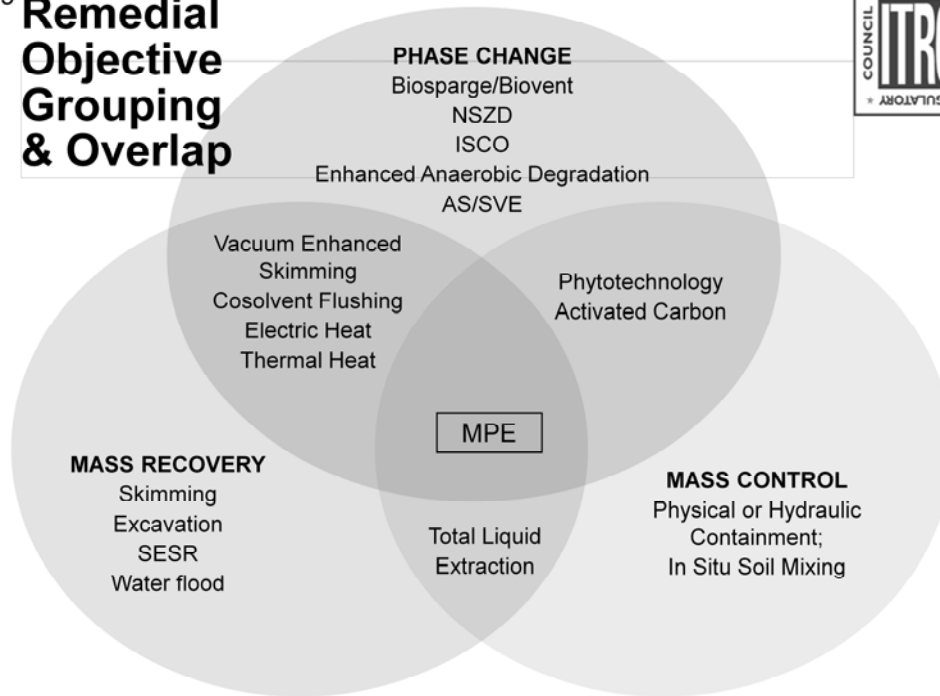 Remedial
Objective
Grouping
& Overlap
COUNCIL
PHASE CHANGE
Biosparge/Biovent
NSZD
ISCO
Enhanced Anaerobic Degradation
AS/SVE
Vacuum Enhanced
Skimming
Cosolvent Flushing
Electric Heat
Thermal Heat
Phytotechnology
Activated Carbon
MPE
MASS RECOVERY
Skimming
Excavation
SESR
Water flood
Total Liquid
Extraction
MASS CONTROL
Physical or Hydraulic
Containment;
In Situ Soil Mixing